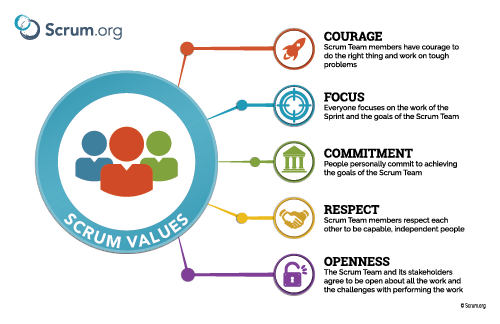 Scrum.org
COURAGE
Scrum Team members have courage to
do the right thing and work on tough
problems
FOCUS
Everyone focuses on the work of the
Sprint and the goals of the Scrum Team
COMMITMENT
People personally commit to achieving
the goals of the Scrum Team
RESPECT
Scrum Team members respect each
other to be capable, independent people
OPENNESS
The Scrum Team and its stakeholders
agree to be open about all the work and
the challenges with performing the work
SCRUM VALUES
© Scrum.org